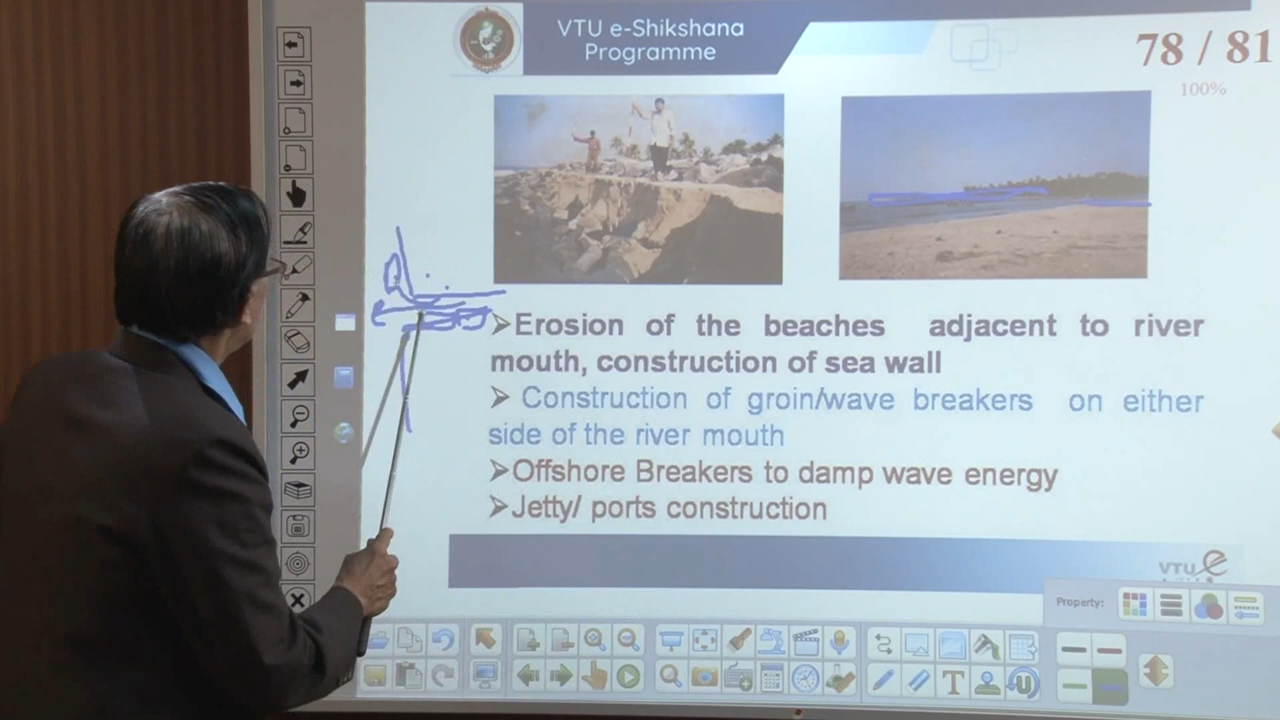 VTU e-Shikshana
Programme
78 / 81
100%
➢Erosion of the beaches adjacent to river
mouth, construction of sea wall
➢ Construction of groin/wave breakers on either
side of the river mouth
➢Offshore Breakers to damp wave energy
➢Jetty/ ports construction
VTU e
Property:
T